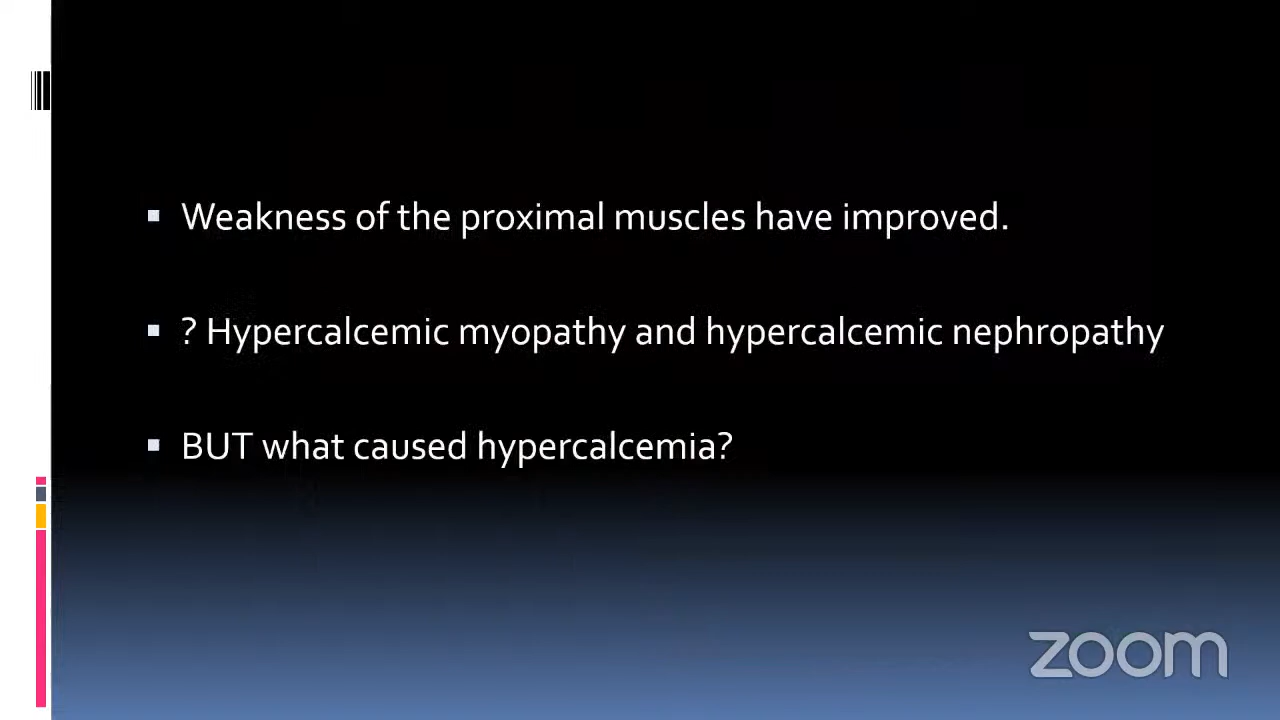 Weakness of the proximal muscles have improved.
? Hypercalcemic myopathy and hypercalcemic nephropathy
BUT what caused hypercalcemia?
zoom